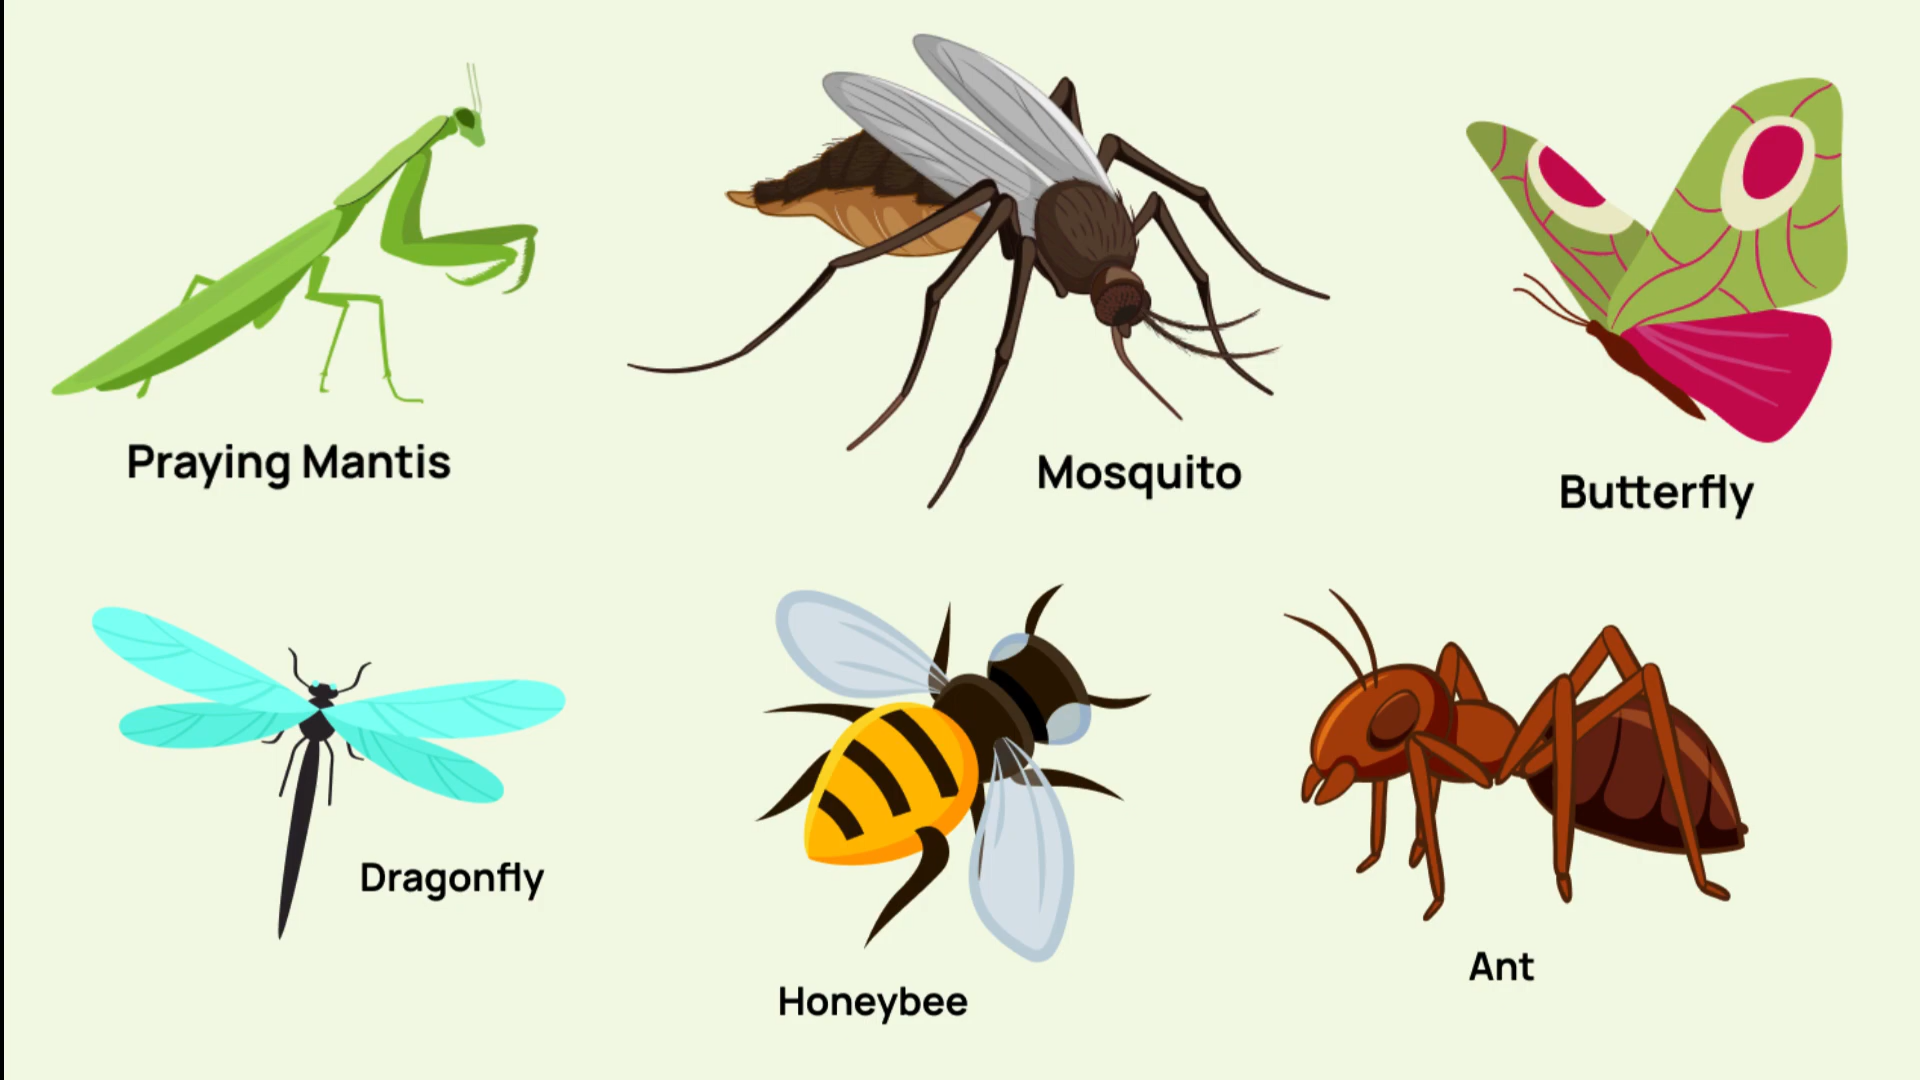 Praying Mantis
Mosquito
Butterfly
Dragonfly
Honeybee
Ant